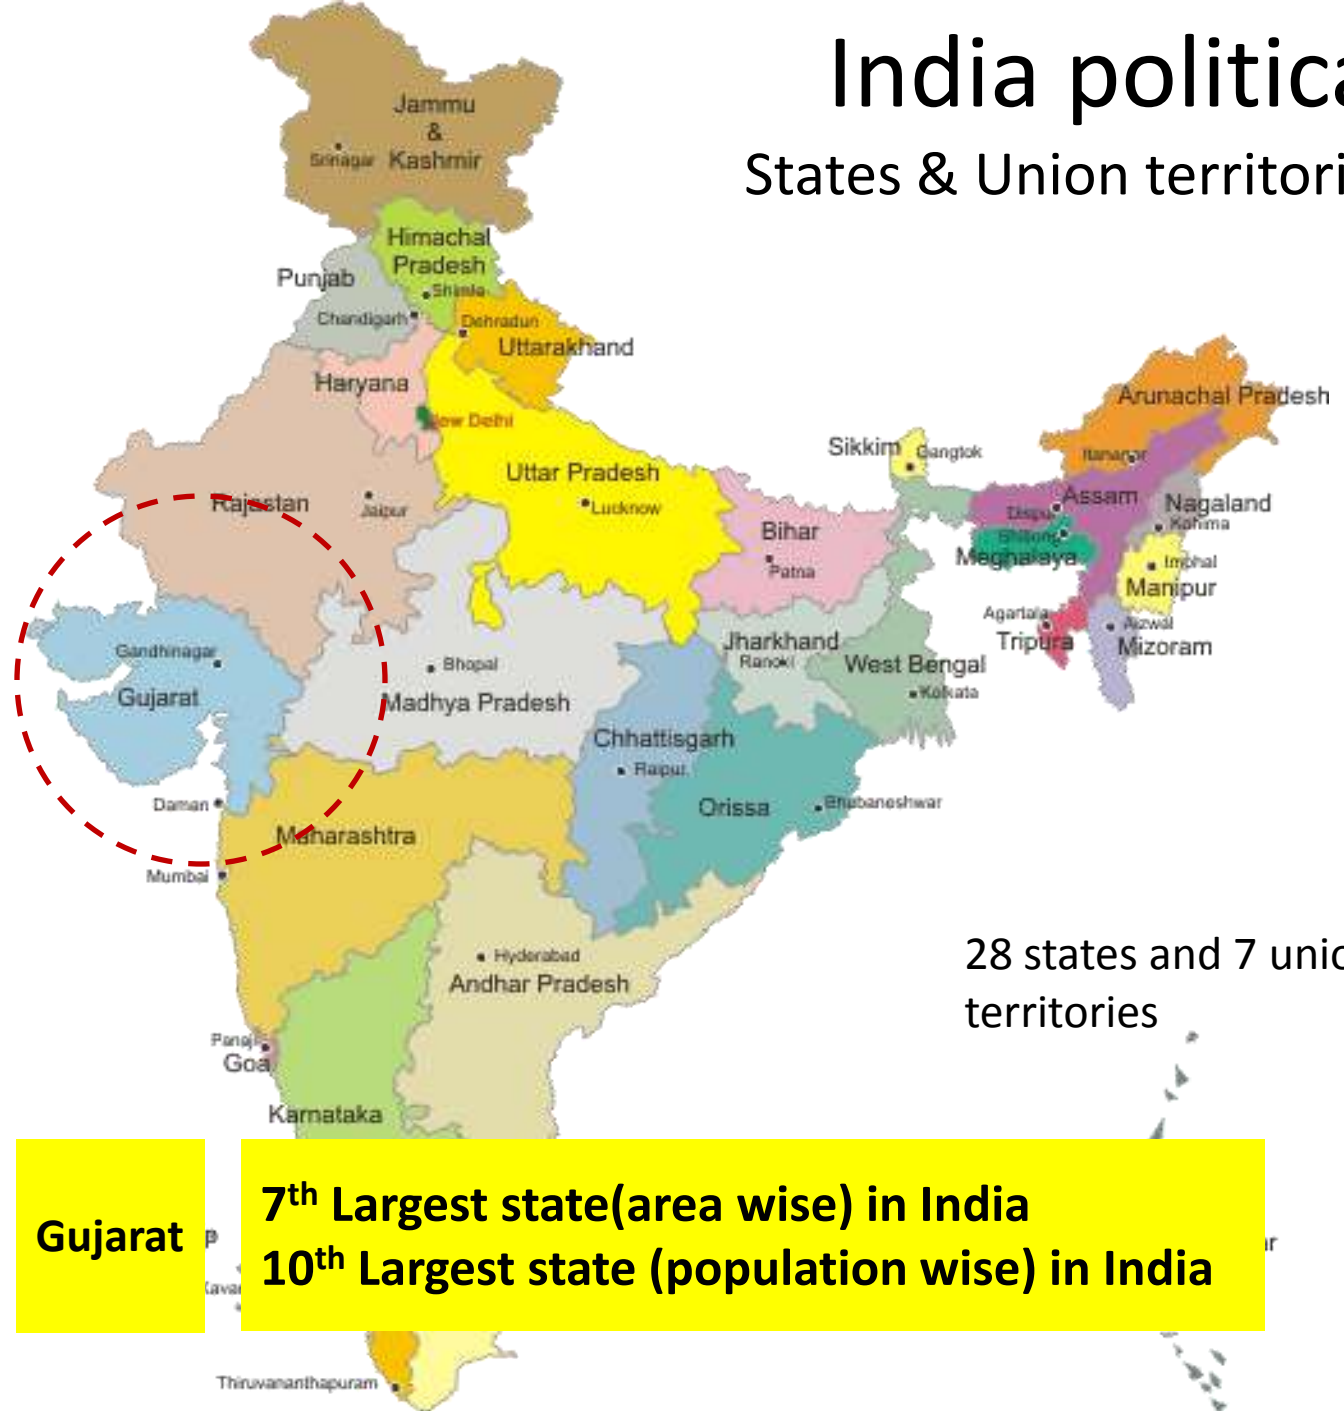 India politica
States & Union territori
Jammu
&
Kashmir
Srinagar
Himachal
Pradesh
Shimla
Punjab
Chandigarh
Dehradun
Uttarakhand
Haryana
New Delhi
Arunachal Pradesh
Itanagar
Sikkim
Gangtok
Uttar Pradesh
Lucknow
Rajastan
Jaipur
Assam
Dispur
Nagaland
Kohima
Bihar
Patna
Shillong
Meghalaya
Imphal
Manipur
Agartala
Tripura
Aizwal
Mizoram
Gandhinagar
Gujarat
Bhopal
Madhya Pradesh
Jharkhand
West Bengal
Kolkata
Chhattisgarh
Raipur
Orissa
Bhubaneshwar
Daman
Maharashtra
Mumbai
Hyderabad
Andhar Pradesh
28 states and 7 unio
territories
Panaji
Goa
Karnataka
Gujarat
7th Largest state(area wise) in India
10th Largest state (population wise) in India
Thiruvananthapuram